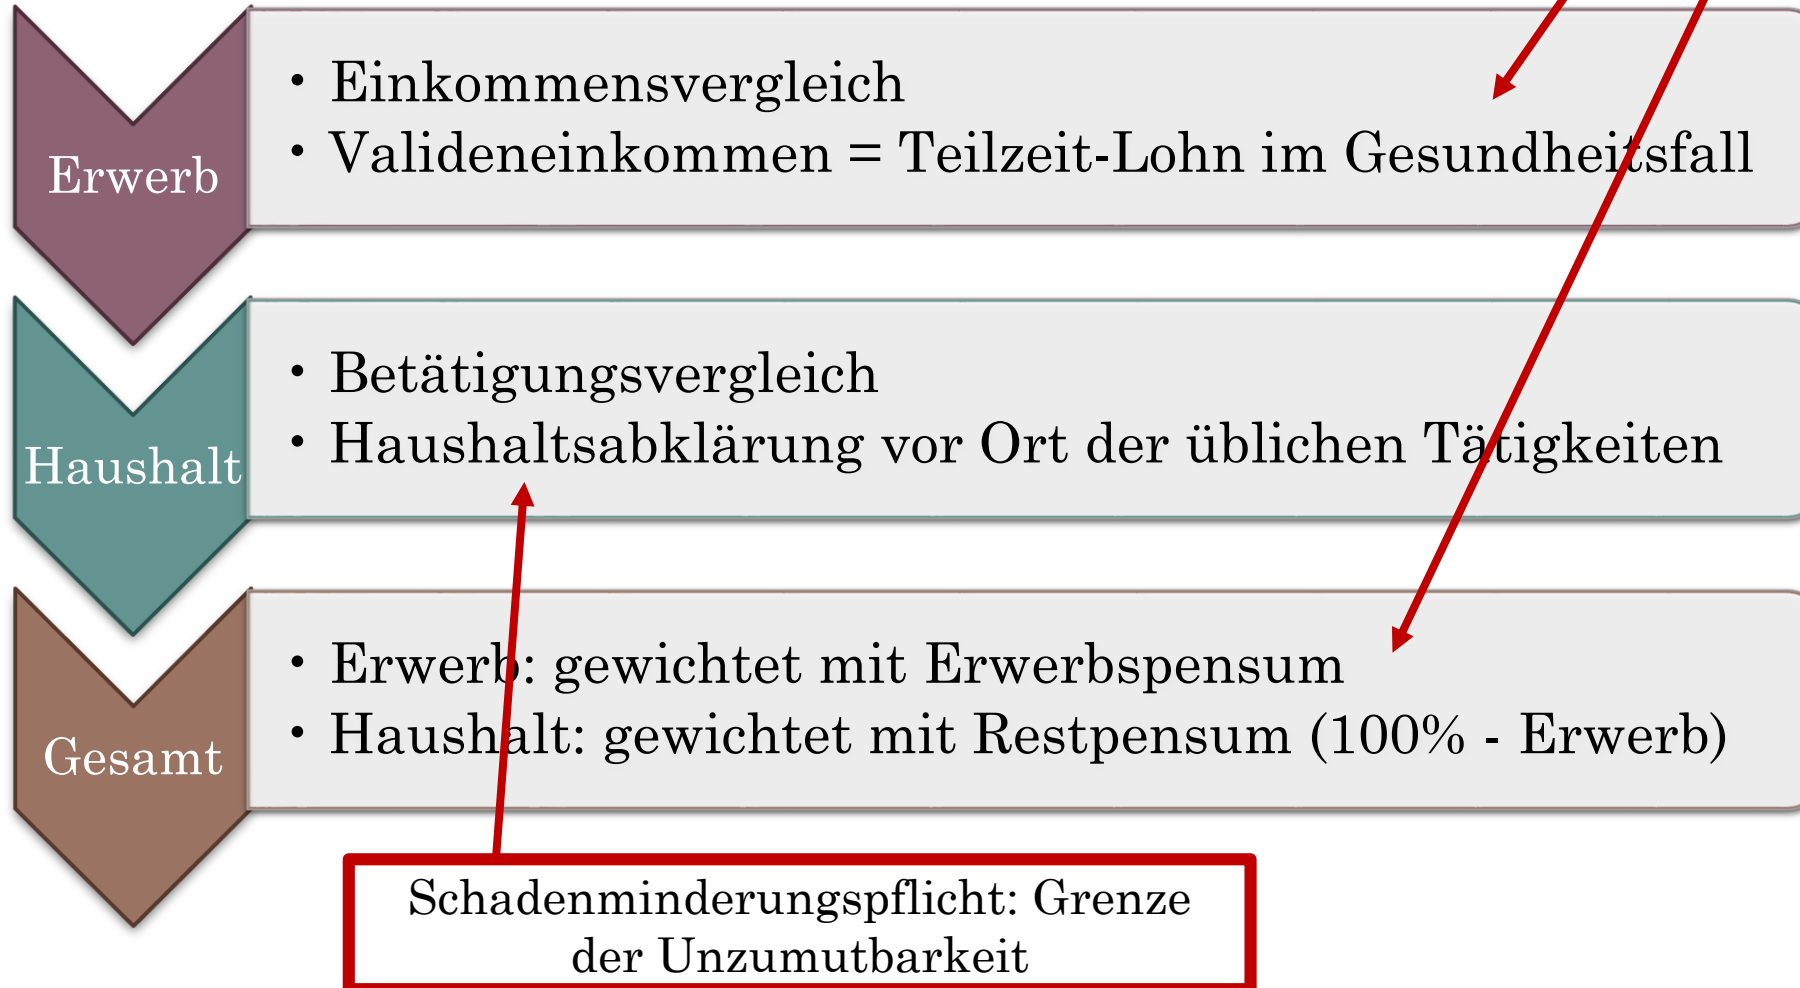 Erwerb
• Einkommensvergleich
• Valideneinkommen = Teilzeit-Lohn im Gesundheitsfall
Haushalt
• Betätigungsvergleich
• Haushaltsabklärung vor Ort der üblichen Tätigkeiten
Gesamt
• Erwerb: gewichtet mit Erwerbspensum
• Haushalt: gewichtet mit Restpensum (100% - Erwerb)
Schadenminderungspflicht: Grenze
der Unzumutbarkeit